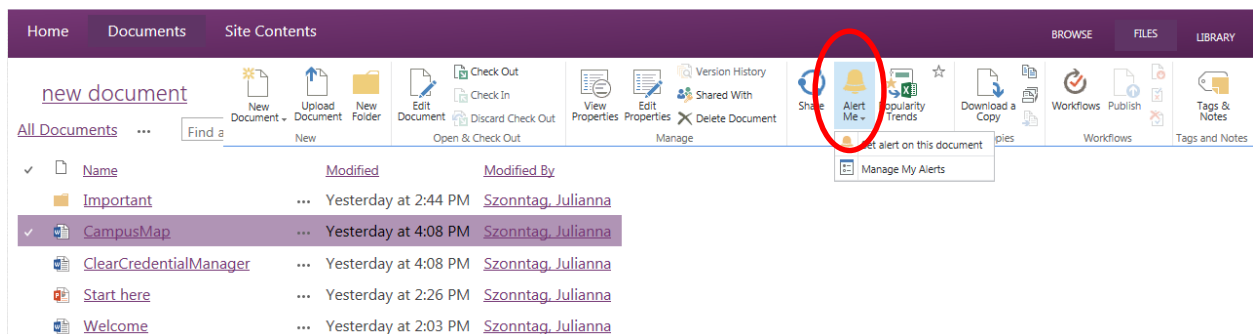 Home Documents Site Contents BROWSE FILES LIBRARY
new document
All Documents ... Find a
New Document
Upload Document
New Folder
New
Edit Document
Check Out
Check In
Discard Check Out
Open & Check Out
View Properties
Edit Properties
Version History
Shared With
Delete Document
Manage
Share
Alert Me
Popularity Trends
Download a Copy
Workflows
Publish
Workflows
Tags & Notes
Tags and Notes
Set alert on this document
Manage My Alerts
Name Modified Modified By
Important ... Yesterday at 2:44 PM Szonntag, Julianna
CampusMap ... Yesterday at 4:08 PM Szonntag, Julianna
ClearCredentialManager ... Yesterday at 4:08 PM Szonntag, Julianna
Start here ... Yesterday at 2:26 PM Szonntag, Julianna
Welcome ... Yesterday at 2:03 PM Szonntag, Julianna